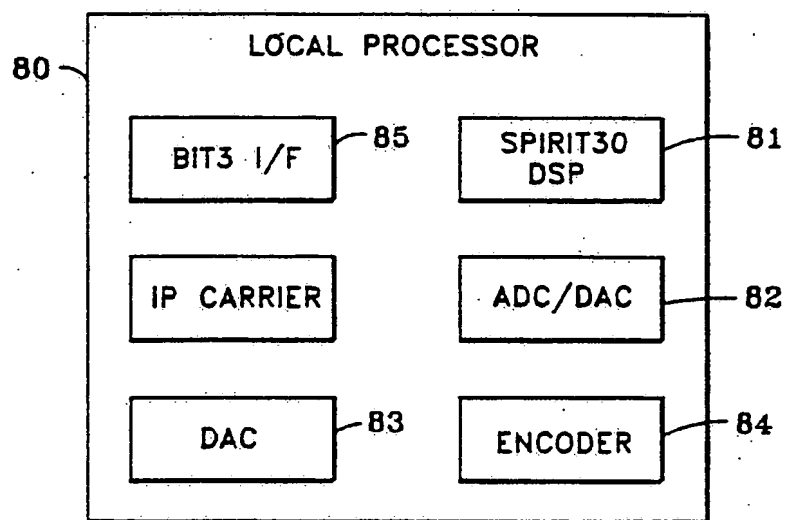 LOCAL PROCESSOR
80
BIT3 I/F
85
SPIRIT30
DSP
81
IP CARRIER
ADC/DAC
82
DAC
83
ENCODER
84